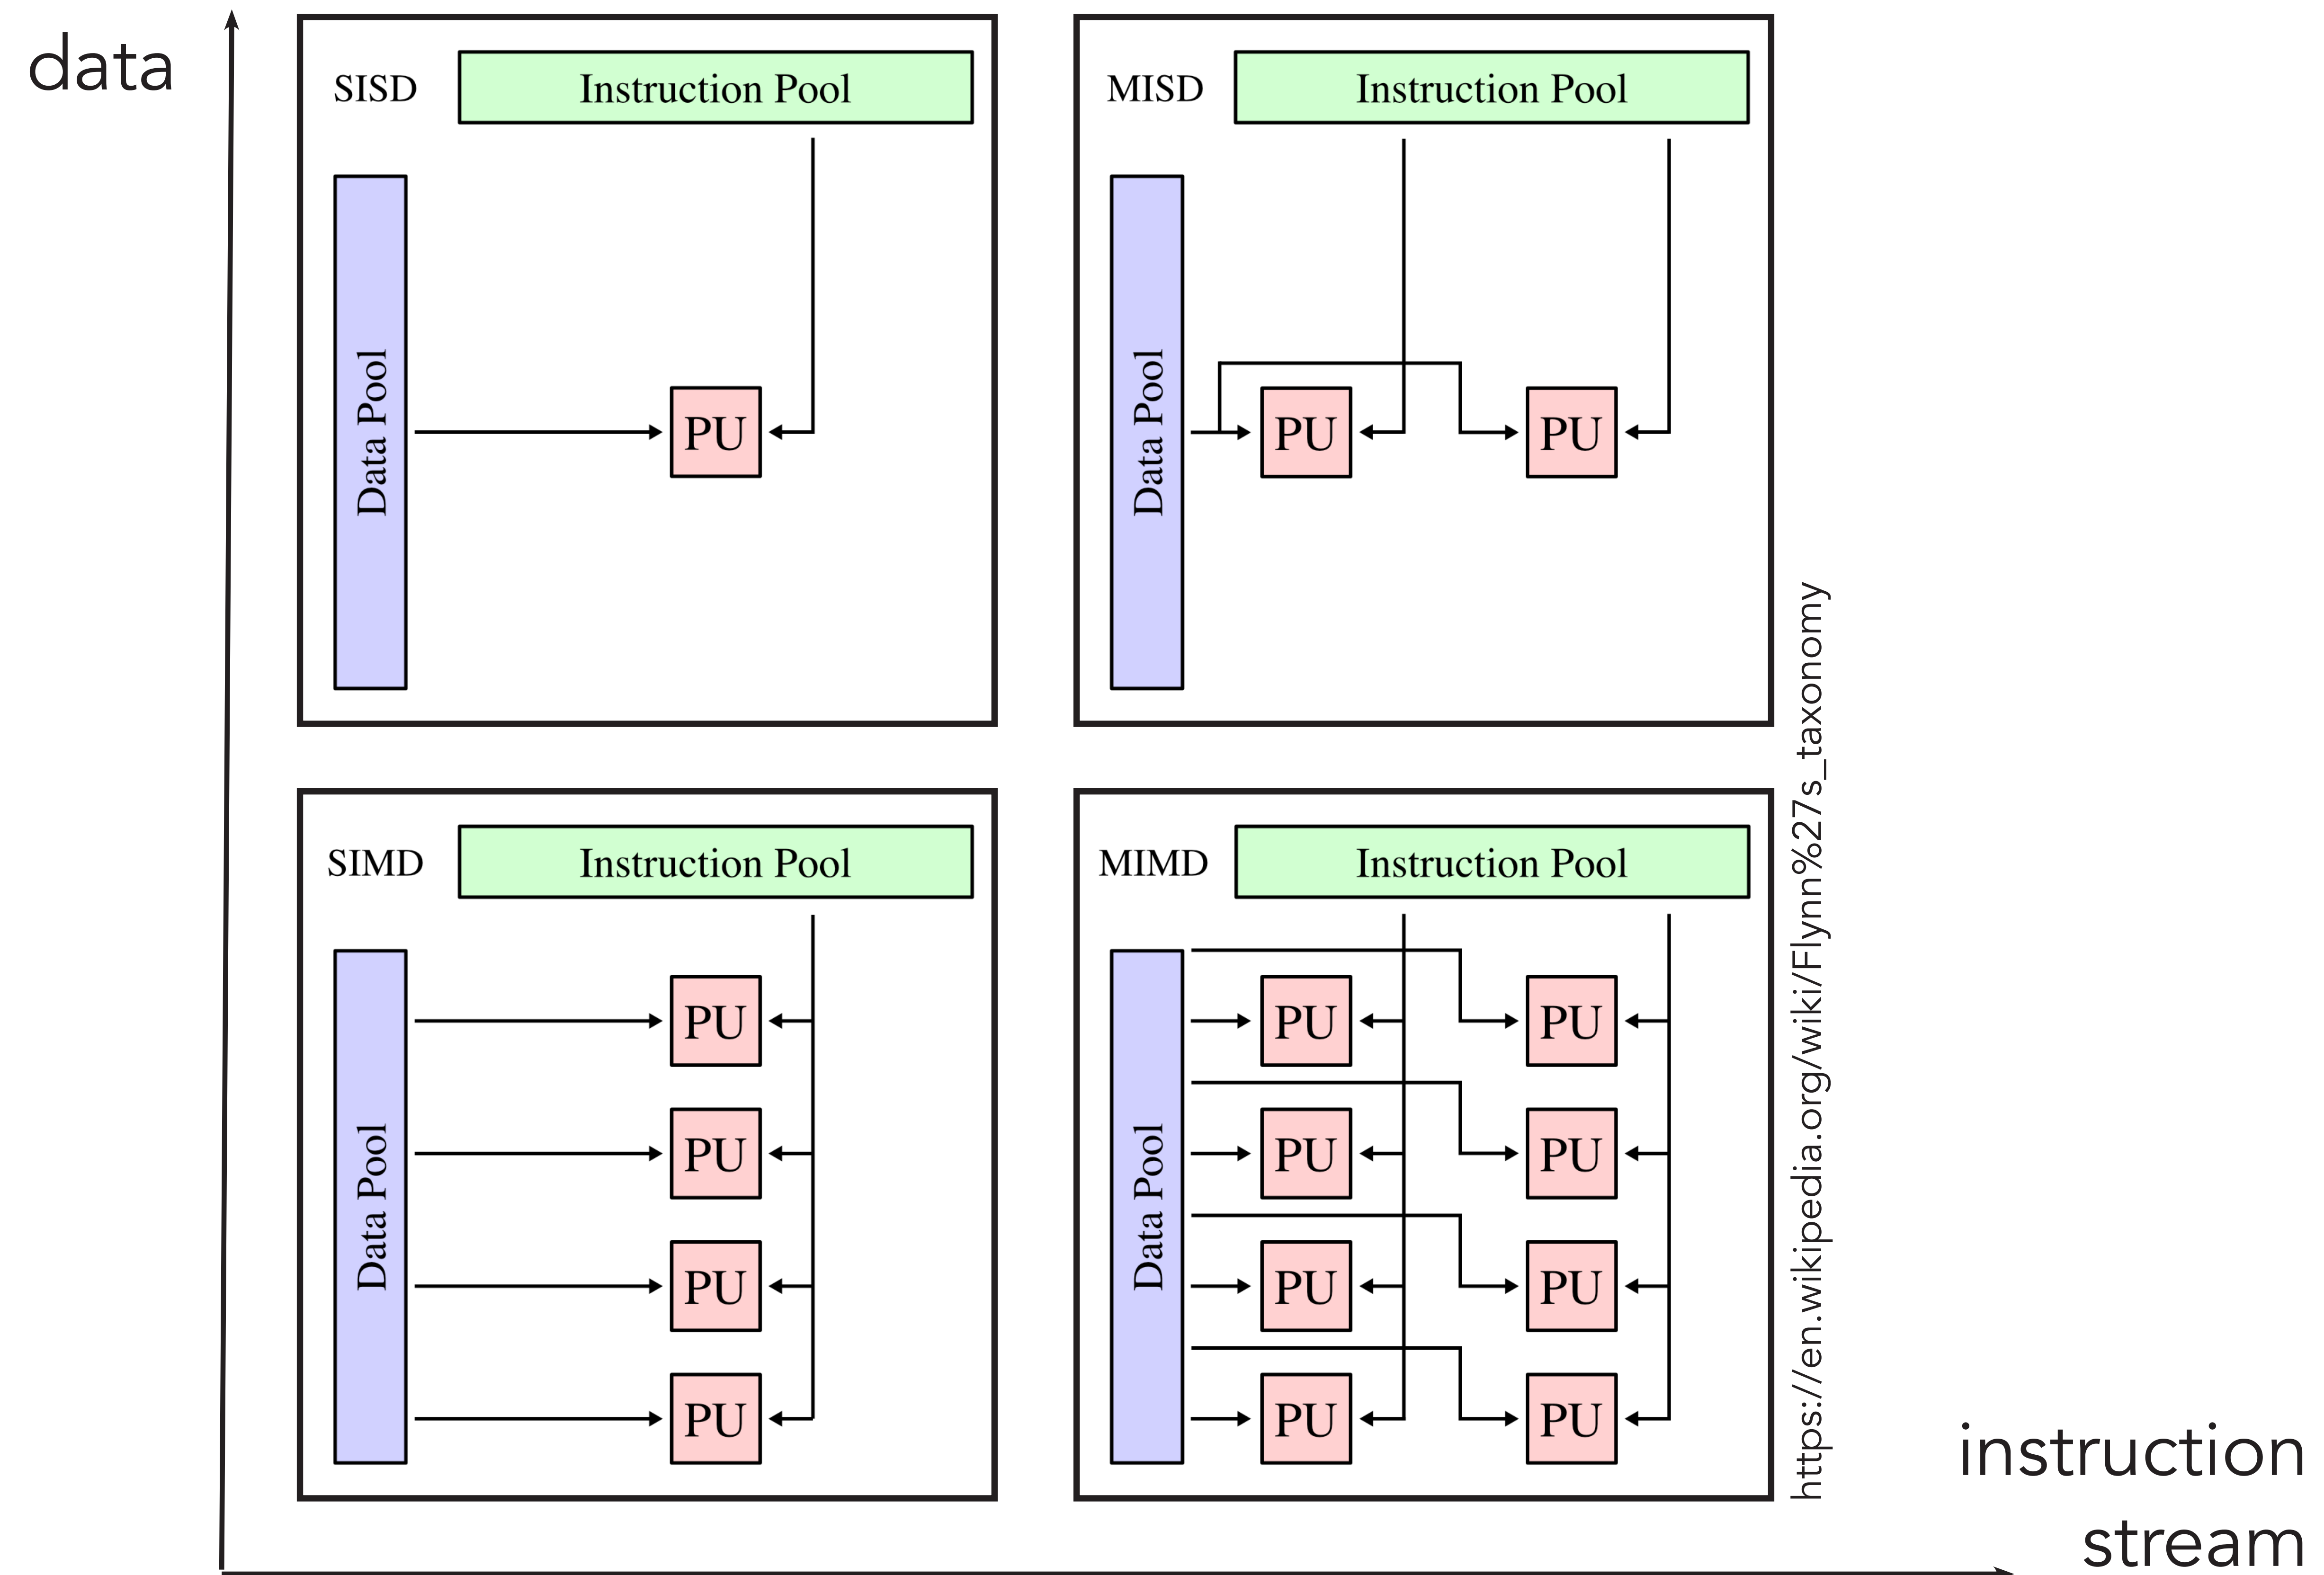 data
SISD
Instruction Pool
Data Pool
PU
MISD
Instruction Pool
Data Pool
PU
PU
SIMD
Instruction Pool
Data Pool
PU
PU
PU
PU
MIMD
Instruction Pool
Data Pool
PU
PU
PU
PU
PU
PU
PU
PU
https://en.wikipedia.org/wiki/Flynn%27s_taxonomy
instruction
stream